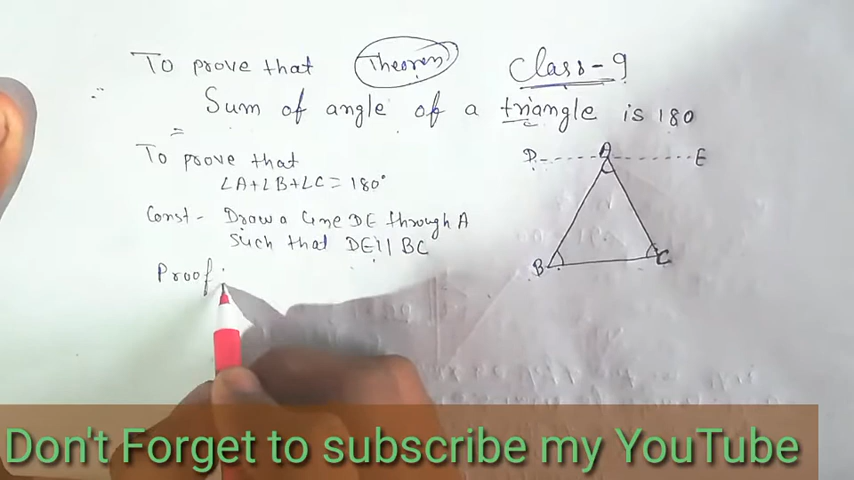 To prove that Theorem Class-9
Sum of angle of a triangle is 180
To prove that
∠A+∠B+∠C=180°
Const- Draw a line DE through A
such that DE || BC
Proof:
D A E
B C
Don't Forget to subscribe my YouTube